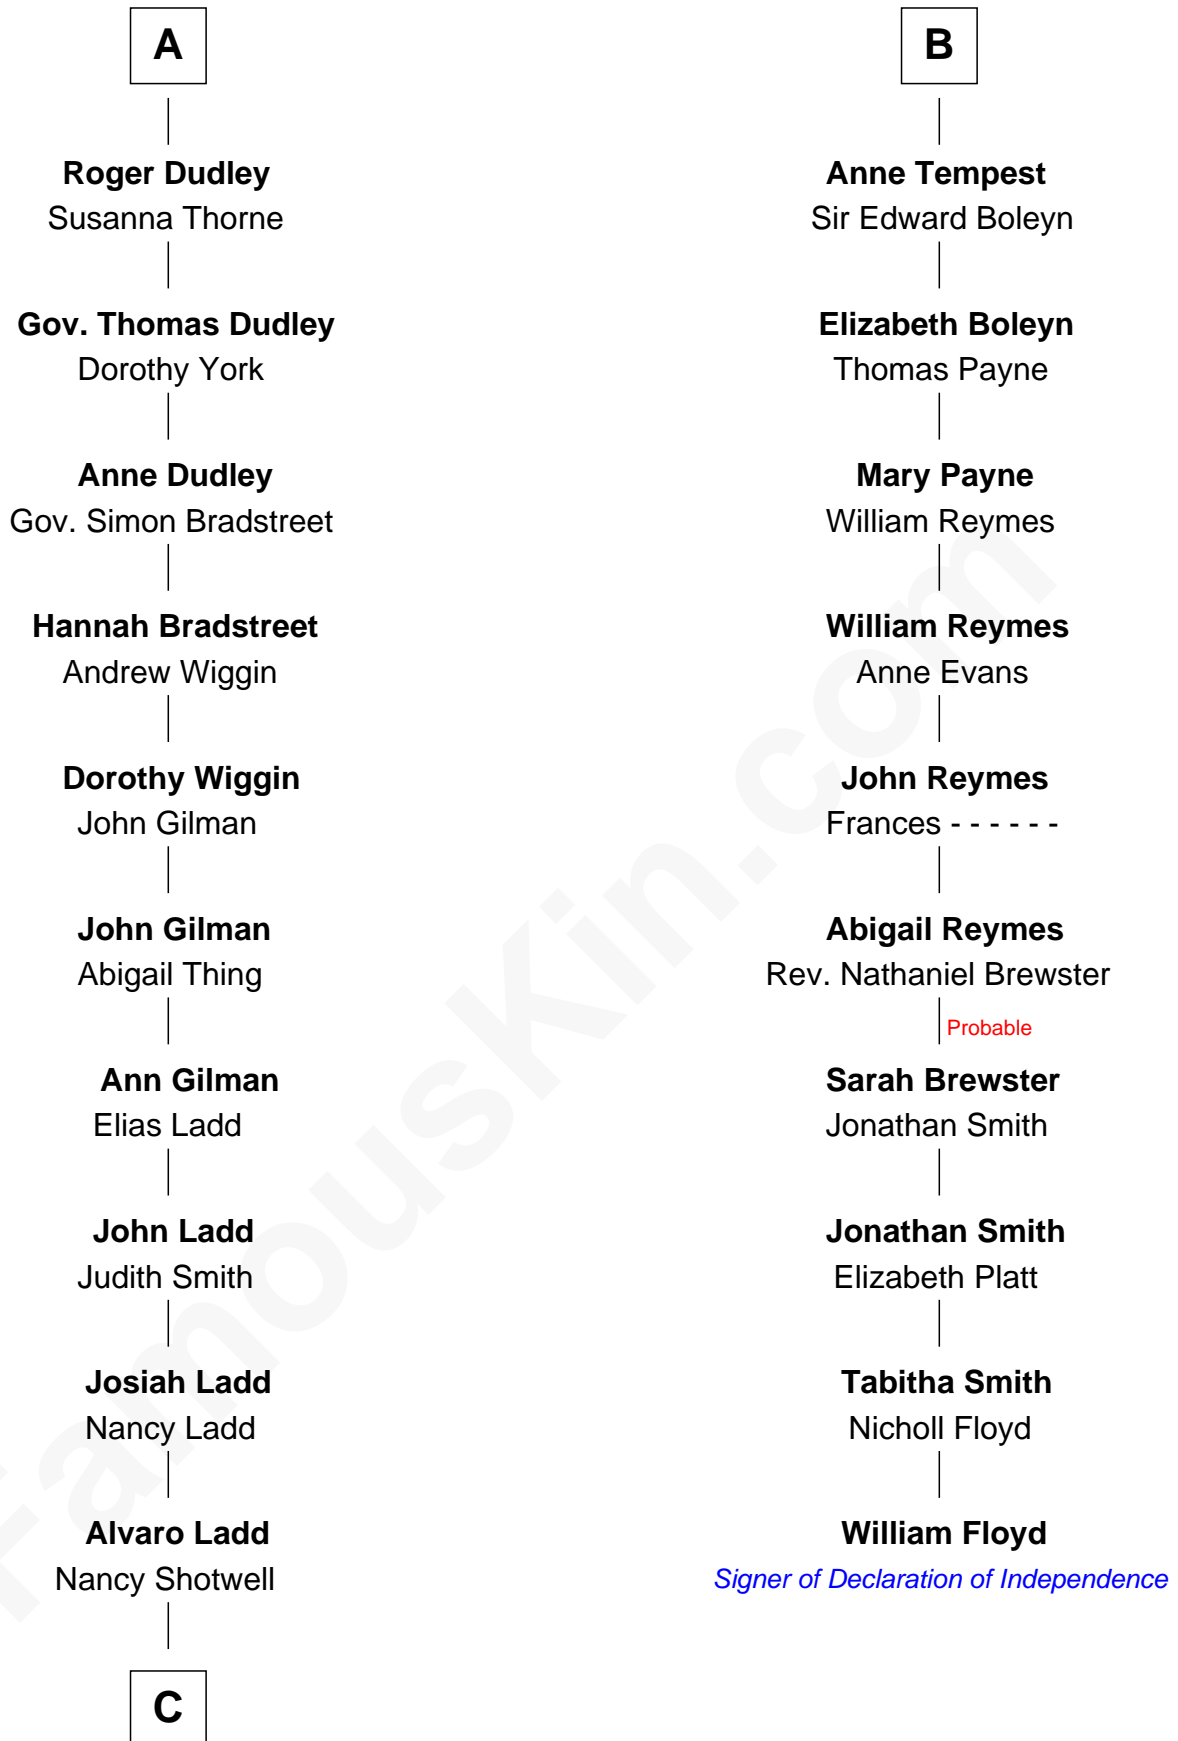 A
Roger Dudley
Susanna Thorne
Gov. Thomas Dudley
Dorothy York
Anne Dudley
Gov. Simon Bradstreet
Hannah Bradstreet
Andrew Wiggin
Dorothy Wiggin
John Gilman
John Gilman
Abigail Thing
Ann Gilman
Elias Ladd
John Ladd
Judith Smith
Josiah Ladd
Nancy Ladd
Alvaro Ladd
Nancy Shotwell
C
B
Anne Tempest
Sir Edward Boleyn
Elizabeth Boleyn
Thomas Payne
Mary Payne
William Reymes
William Reymes
Anne Evans
John Reymes
Frances - - - - - -
Abigail Reymes
Rev. Nathaniel Brewster
Probable
Sarah Brewster
Jonathan Smith
Jonathan Smith
Elizabeth Platt
Tabitha Smith
Nicholl Floyd
William Floyd
Signer of Declaration of Independence
FamousKin.com